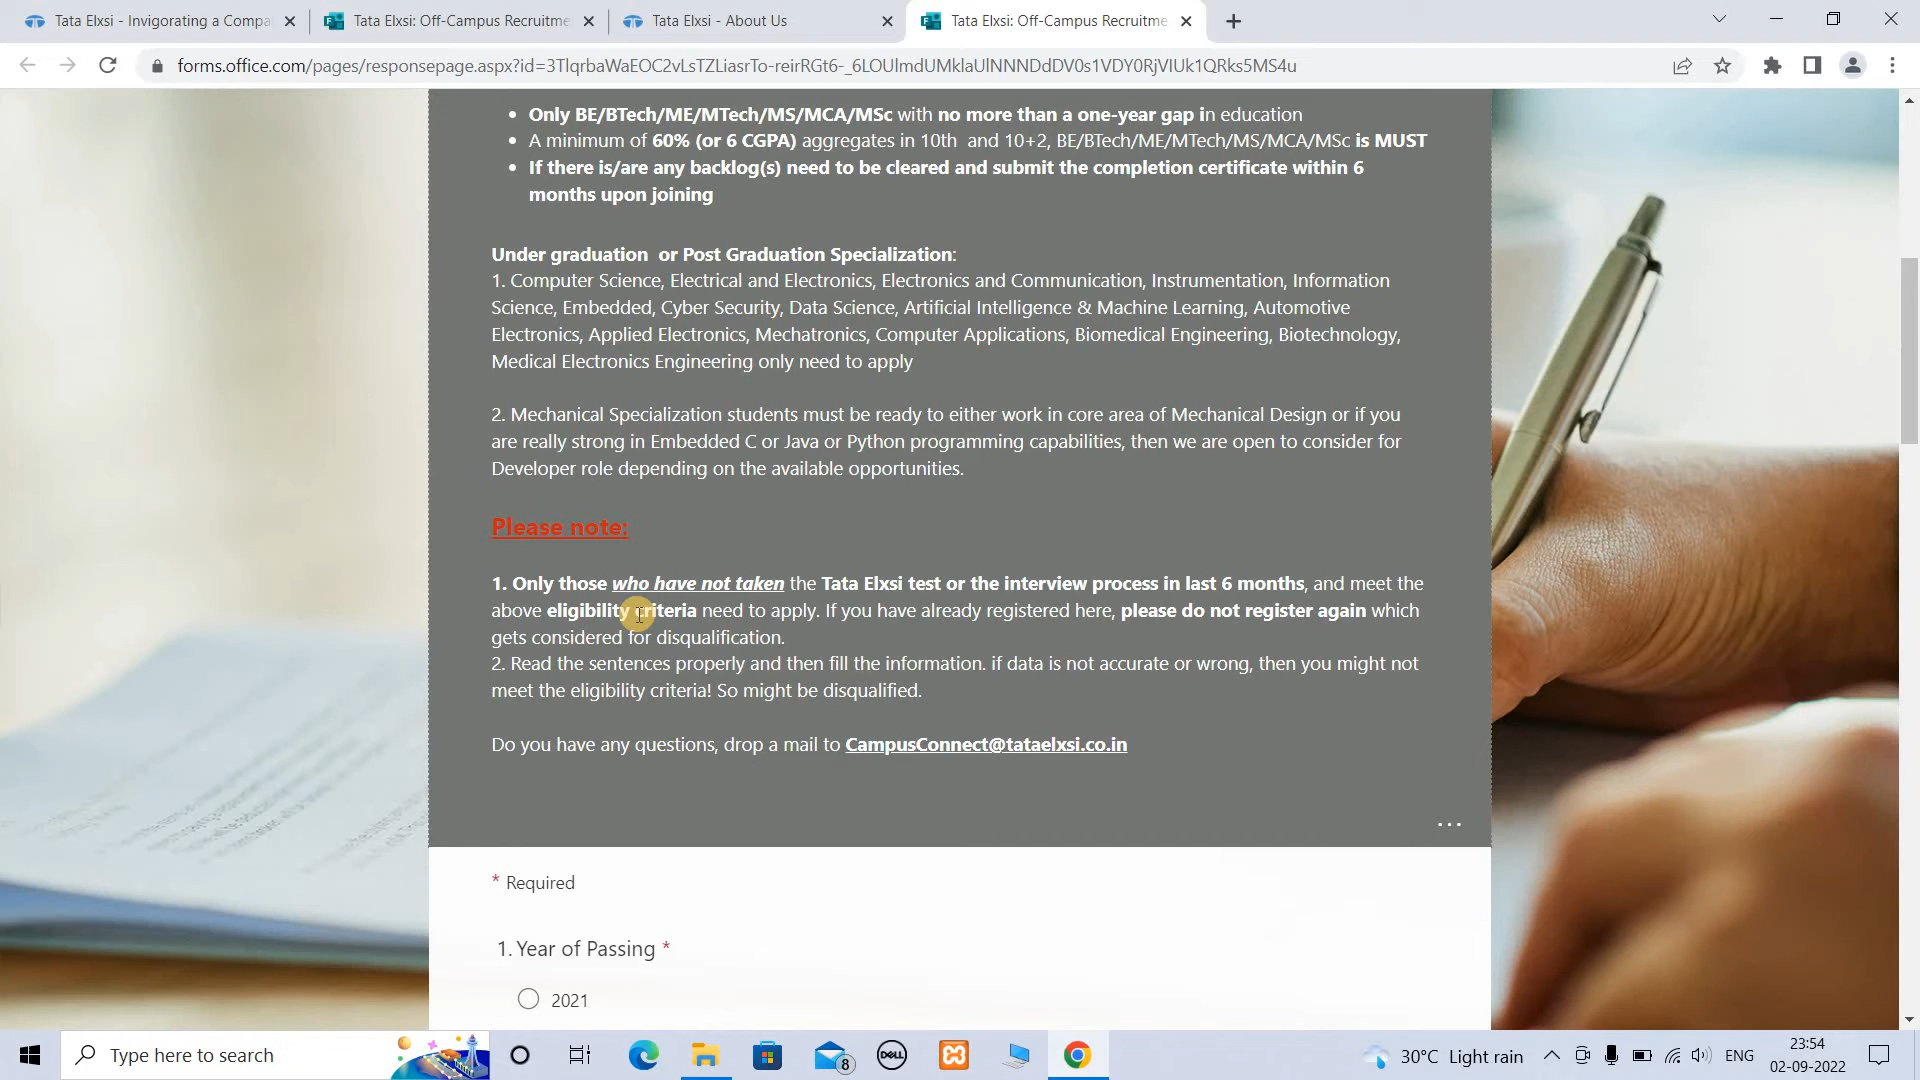 Tata Elxsi - Invigorating a Compa
Tata Elxsi: Off-Campus Recruitme
Tata Elxsi - About Us
Tata Elxsi: Off-Campus Recruitme
forms.office.com/pages/responsepage.aspx?id=3TlqrbaWaEOC2vLsTZLiasrTo-reirRGt6-_6LOUlmdUMklaUlNNNDdDV0s1VDY0RjVIUk1QRks5MS4u
Only BE/BTech/ME/MTech/MS/MCA/MSc with no more than a one-year gap in education
A minimum of 60% (or 6 CGPA) aggregates in 10th and 10+2, BE/BTech/ME/MTech/MS/MCA/MSc is MUST
If there is/are any backlog(s) need to be cleared and submit the completion certificate within 6
months upon joining
Under graduation or Post Graduation Specialization:
1. Computer Science, Electrical and Electronics, Electronics and Communication, Instrumentation, Information
Science, Embedded, Cyber Security, Data Science, Artificial Intelligence & Machine Learning, Automotive
Electronics, Applied Electronics, Mechatronics, Computer Applications, Biomedical Engineering, Biotechnology,
Medical Electronics Engineering only need to apply
2. Mechanical Specialization students must be ready to either work in core area of Mechanical Design or if you
are really strong in Embedded C or Java or Python programming capabilities, then we are open to consider for
Developer role depending on the available opportunities.
Please note:
1. Only those who have not taken the Tata Elxsi test or the interview process in last 6 months, and meet the
above eligibility criteria need to apply. If you have already registered here, please do not register again which
gets considered for disqualification.
2. Read the sentences properly and then fill the information. if data is not accurate or wrong, then you might not
meet the eligibility criteria! So might be disqualified.
Do you have any questions, drop a mail to CampusConnect@tataelxsi.co.in
...
* Required
1. Year of Passing *
2021
Type here to search
8
DELL
30°C Light rain
ENG
23:54
02-09-2022